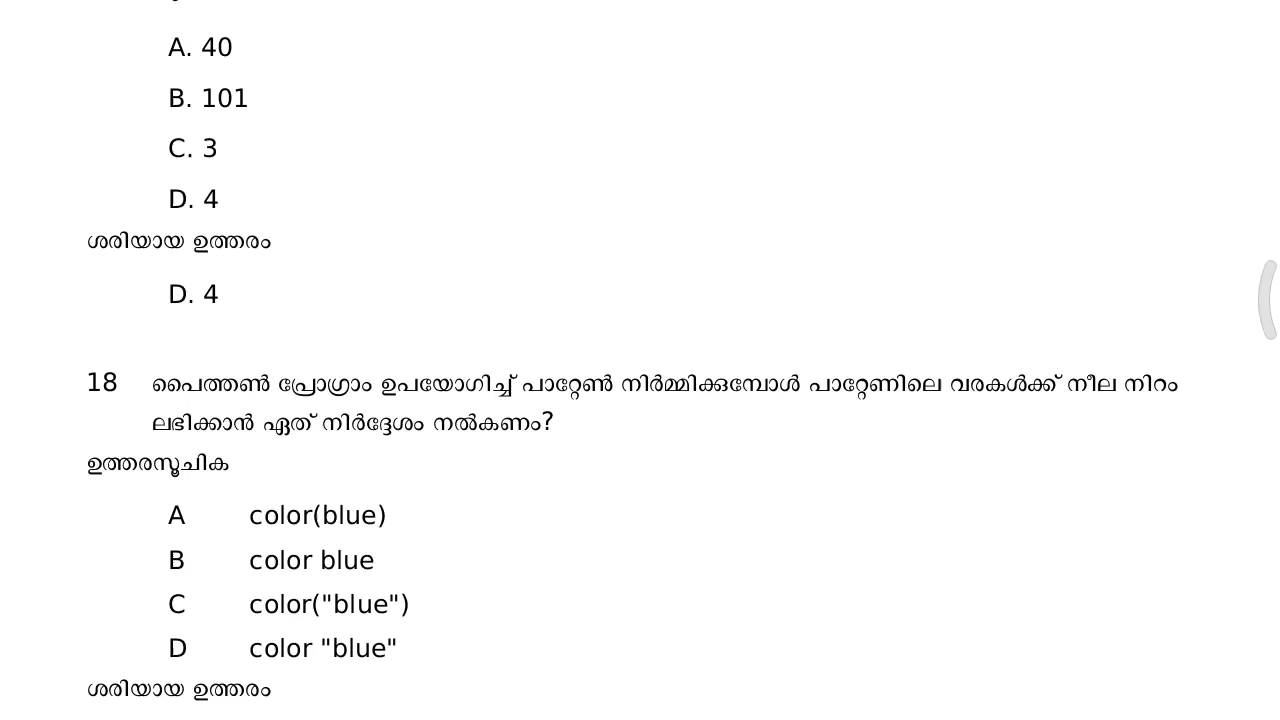 A. 40
B. 101
C. 3
D. 4
ശരിയായ ഉത്തരം
D. 4
18 പൈത്തൺ പ്രോഗ്രാം ഉപയോഗിച്ച് പാറ്റേൺ നിർമ്മിക്കുമ്പോൾ പാറ്റേണിലെ വരകൾക്ക് നീല നിറം
ലഭിക്കാൻ ഏത് നിർദ്ദേശം നൽകണം?
ഉത്തരസൂചിക
A color(blue)
B color blue
C color("blue")
D color "blue"
ശരിയായ ഉത്തരം